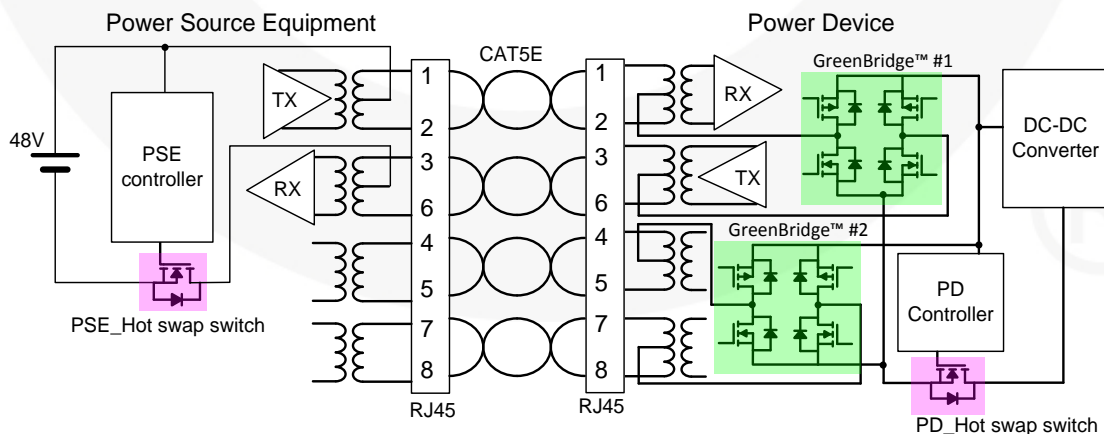 Power Source Equipment
Power Device
48V
PSE
controller
PSE_Hot swap switch
TX
RX
1
2
3
6
4
5
7
8
RJ45
CAT5E
1
2
3
6
4
5
7
8
RJ45
RX
TX
GreenBridge™ #1
GreenBridge™ #2
DC-DC
Converter
PD
Controller
PD_Hot swap switch